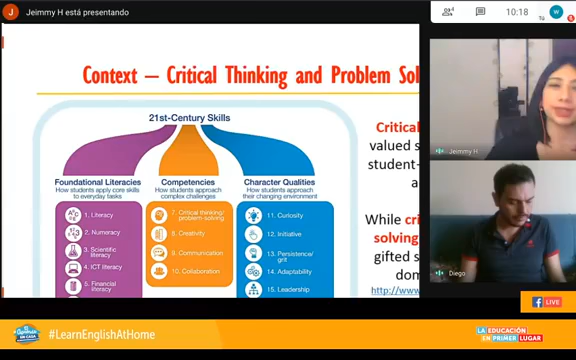 J Jeimmy H está presentando
10:18
Tú
W
Context – Critical Thinking and Problem Sol
21st-Century Skills
Critical
valued s
student-
a
While cri
solving
gifted s
dom
http://www
Foundational Literacies
How students apply core skills
to everyday tasks
1. Literacy
2. Numeracy
3. Scientific
literacy
4. ICT literacy
5. Financial
literacy
Competencies
How students approach
complex challenges
7. Critical thinking/
problem-solving
8. Creativity
9. Communication
10. Collaboration
Character Qualities
How students approach
their changing environment
11. Curiosity
12. Initiative
13. Persistence/
grit
14. Adaptability
15. Leadership
Jeimmy H
Diego
f LIVE
#LearnEnglishAtHome
LA EDUCACIÓN
EN PRIMER LUGAR